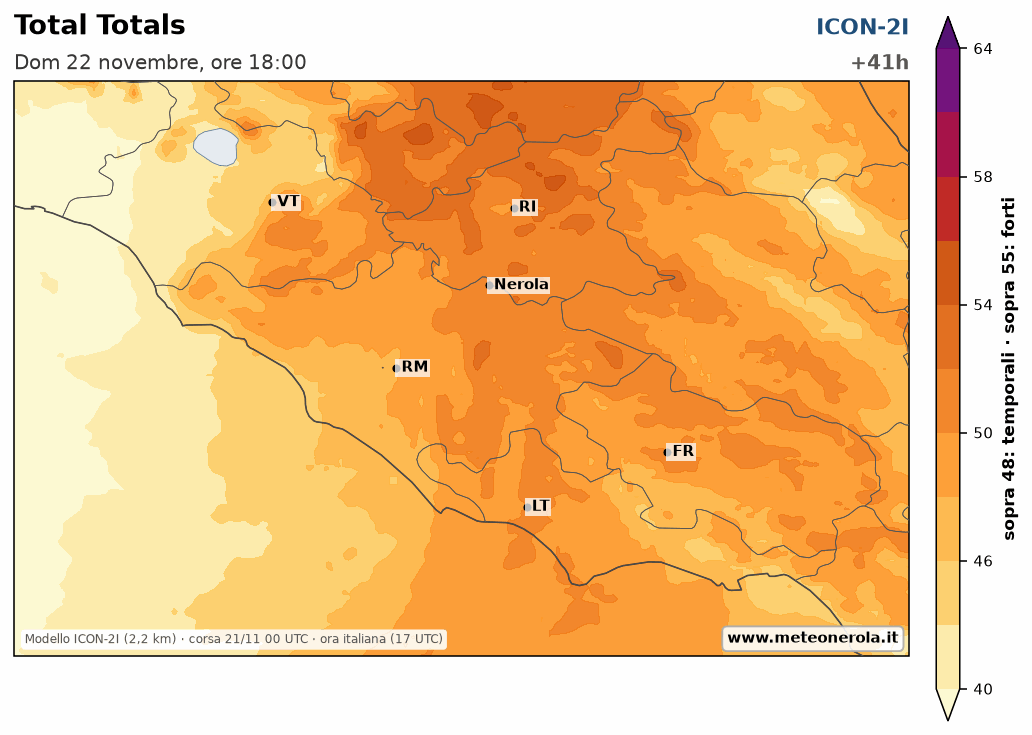 Total Totals
ICON-2I
Dom 22 novembre, ore 18:00
+41h
VT
RI
Nerola
RM
FR
LT
Modello ICON-2I (2,2 km) · corsa 21/11 00 UTC · ora italiana (17 UTC)
www.meteonerola.it
64
58
54
50
46
40
sopra 48: temporali · sopra 55: forti